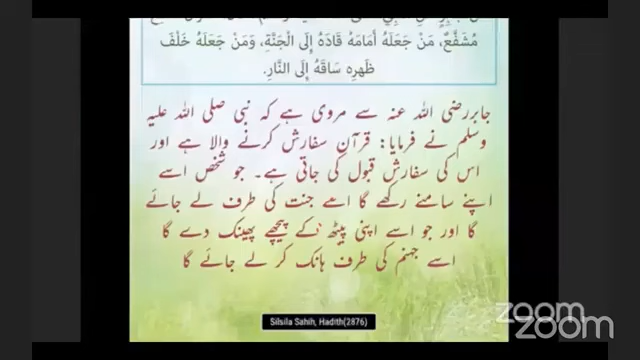 مُشَفَّعٌ، مَنْ جَعَلَهُ أَمَامَهُ قَادَهُ إِلَى الْجَنَّةِ، وَمَنْ جَعَلَهُ خَلْفَ
ظَهرِهِ سَاقَهُ إِلَى النَّارِ.
جابررضی اللہ عنہ سے مروی ہے کہ نبی صلی اللہ علیہ
وسلم نے فرمایا: قرآن سفارش کرنے والا ہے اور
اس کی سفارش قبول کی جاتی ہے۔ جو شخص اسے
اپنے سامنے رکھے گا اسے جنت کی طرف لے جائے
گا اور جو اسے اپنی پیٹھ کے پیچھے پھینک دے گا
اسے جہنم کی طرف ہانک کر لے جائے گا
Silsila Sahih, Hadith(2876)
zoom
zoom